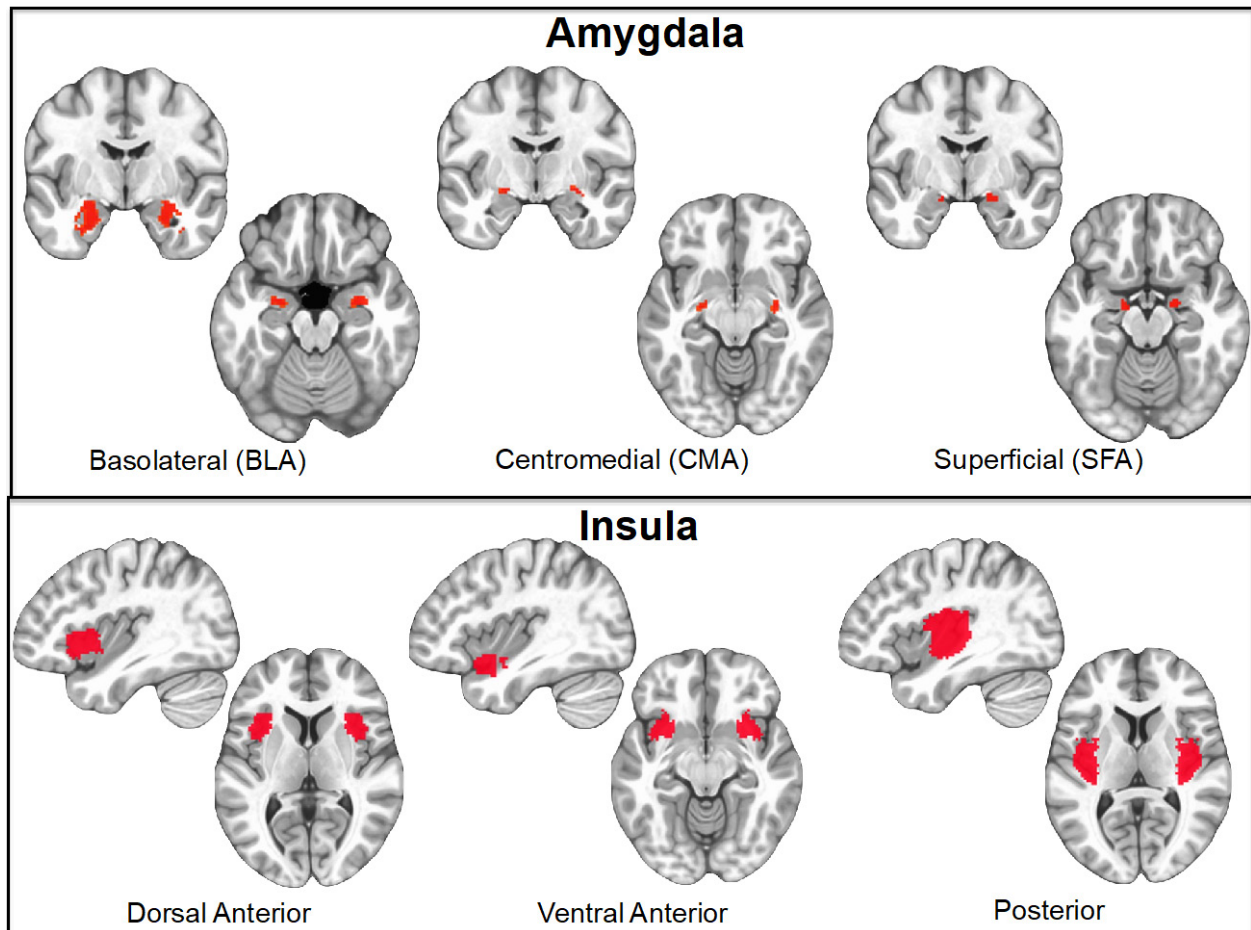 Amygdala
Basolateral (BLA)
Centromedial (CMA)
Superficial (SFA)
Insula
Dorsal Anterior
Ventral Anterior
Posterior